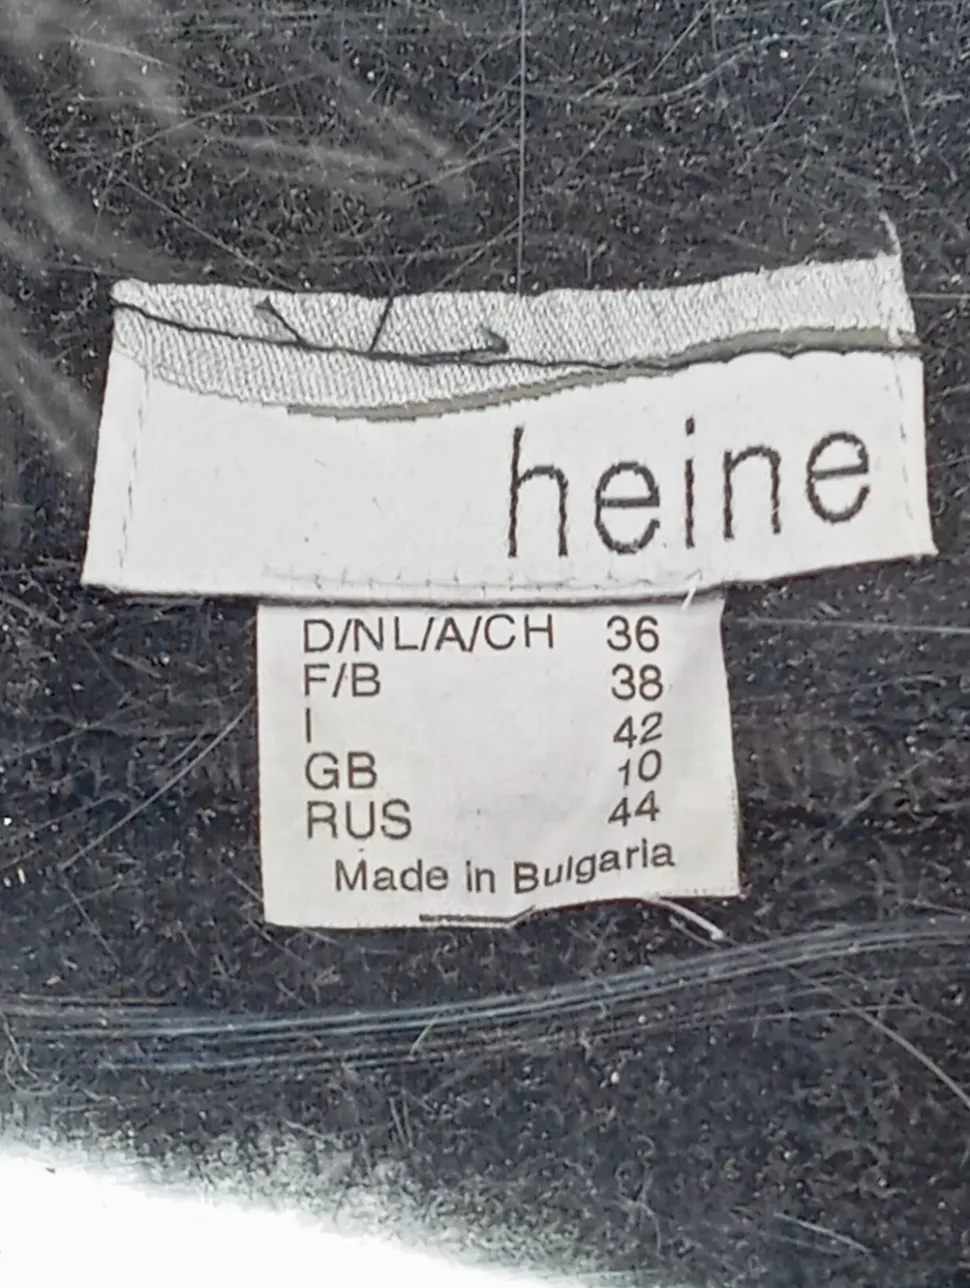 heine
D/NL/A/CH 36
F/B 38
I 42
GB 10
RUS 44
Made in Bulgaria